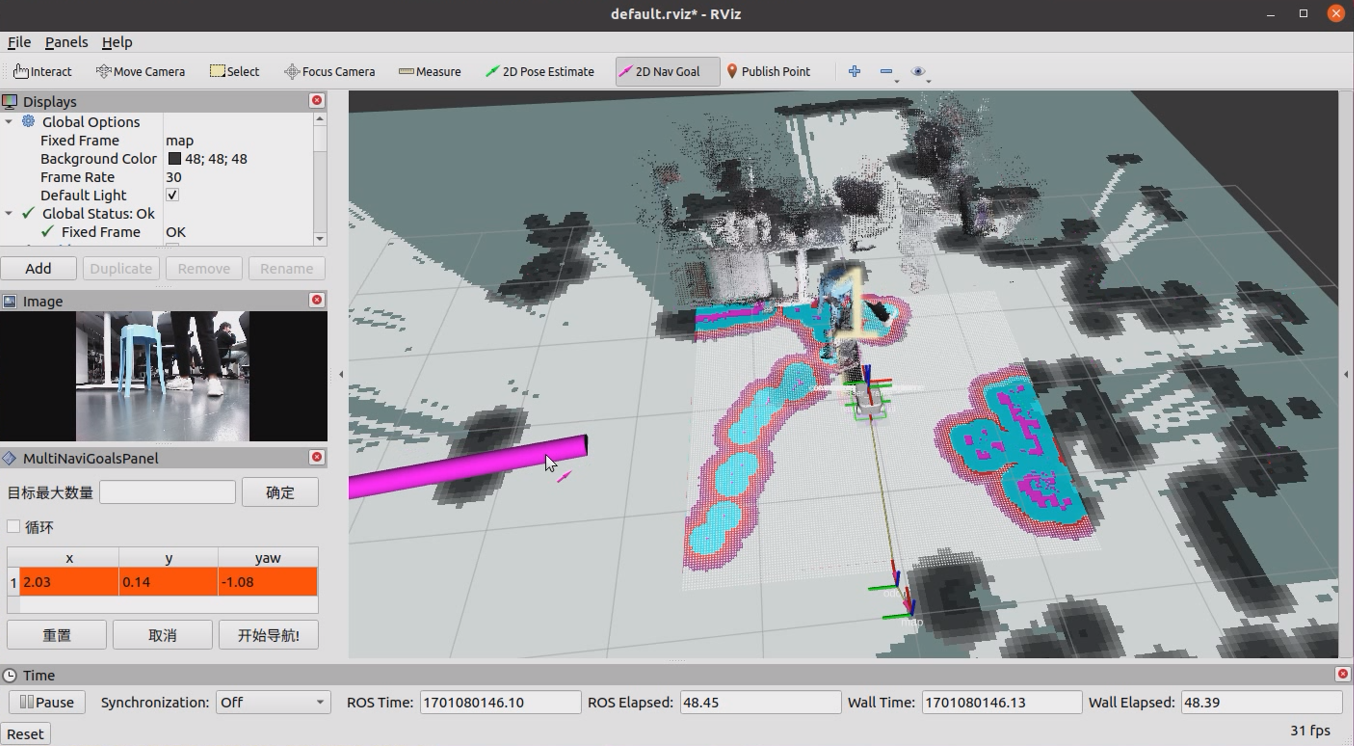 default.rviz* - RViz
File Panels Help
Interact Move Camera Select Focus Camera Measure 2D Pose Estimate 2D Nav Goal Publish Point
Displays
Global Options
Fixed Frame map
Background Color 48; 48; 48
Frame Rate 30
Default Light
Global Status: Ok
Fixed Frame OK
Add Duplicate Remove Rename
Image
1
MultiNaviGoalsPanel
目标最大数量 确定
循环
x y yaw
1 2.03 0.14 -1.08
重置 取消 开始导航!
map
Time
Pause Synchronization: Off ROS Time: 1701080146.10 ROS Elapsed: 48.45 Wall Time: 1701080146.13 Wall Elapsed: 48.39
Reset 31 fps